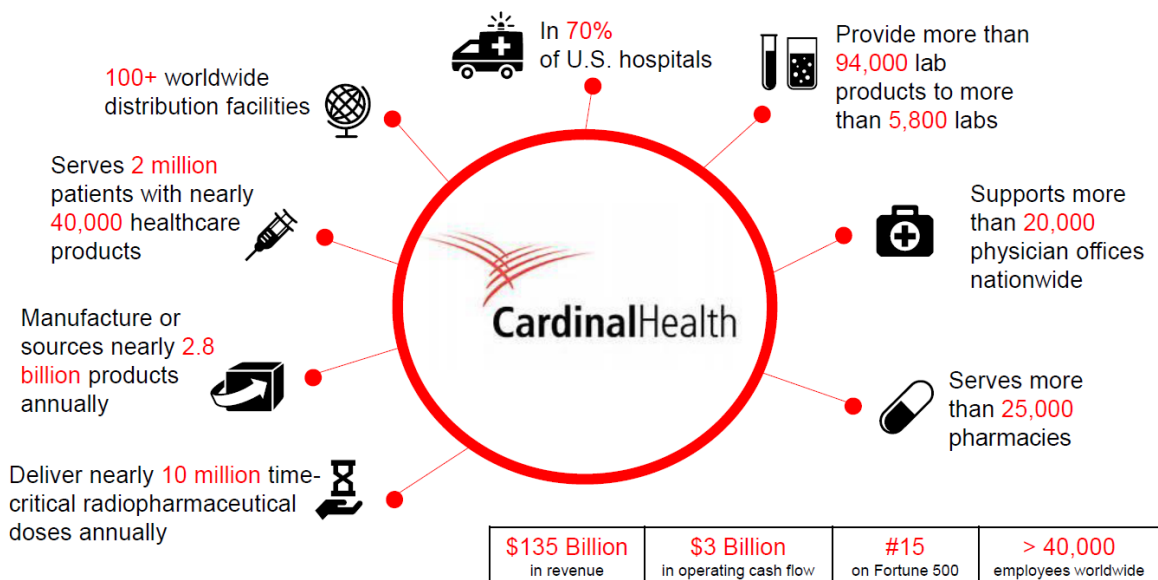 In 70%
of U.S. hospitals
Provide more than
94,000 lab
products to more
than 5,800 labs
100+ worldwide
distribution facilities
Serves 2 million
patients with nearly
40,000 healthcare
products
Supports more
than 20,000
physician offices
nationwide
CardinalHealth
Manufacture or
sources nearly 2.8
billion products
annually
Serves more
than 25,000
pharmacies
Deliver nearly 10 million time-
critical radiopharmaceutical
doses annually
$135 Billion
in revenue
$3 Billion
in operating cash flow
#15
on Fortune 500
> 40,000
employees worldwide